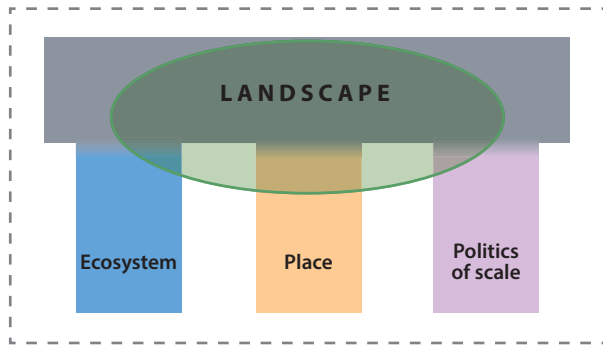 LANDSCAPE
Ecosystem
Place
Politics
of scale